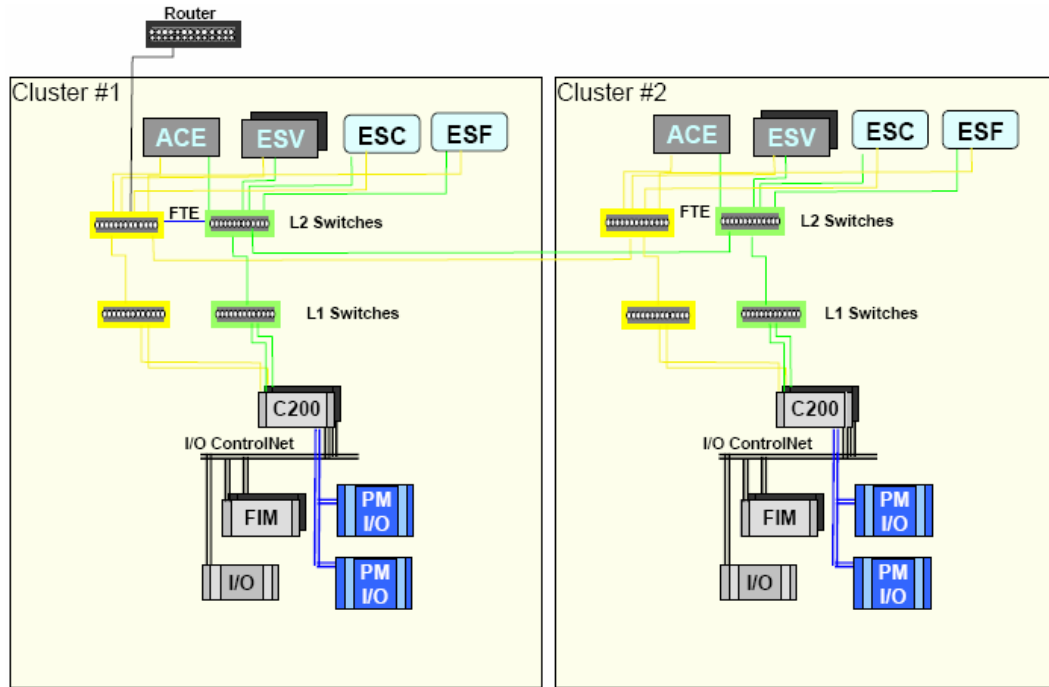 Router
Cluster #1
ACE
ESV
ESC
ESF
FTE
L2 Switches
L1 Switches
C200
I/O ControlNet
FIM
PM
I/O
I/O
PM
I/O
Cluster #2
ACE
ESV
ESC
ESF
FTE
L2 Switches
L1 Switches
C200
I/O ControlNet
FIM
PM
I/O
I/O
PM
I/O